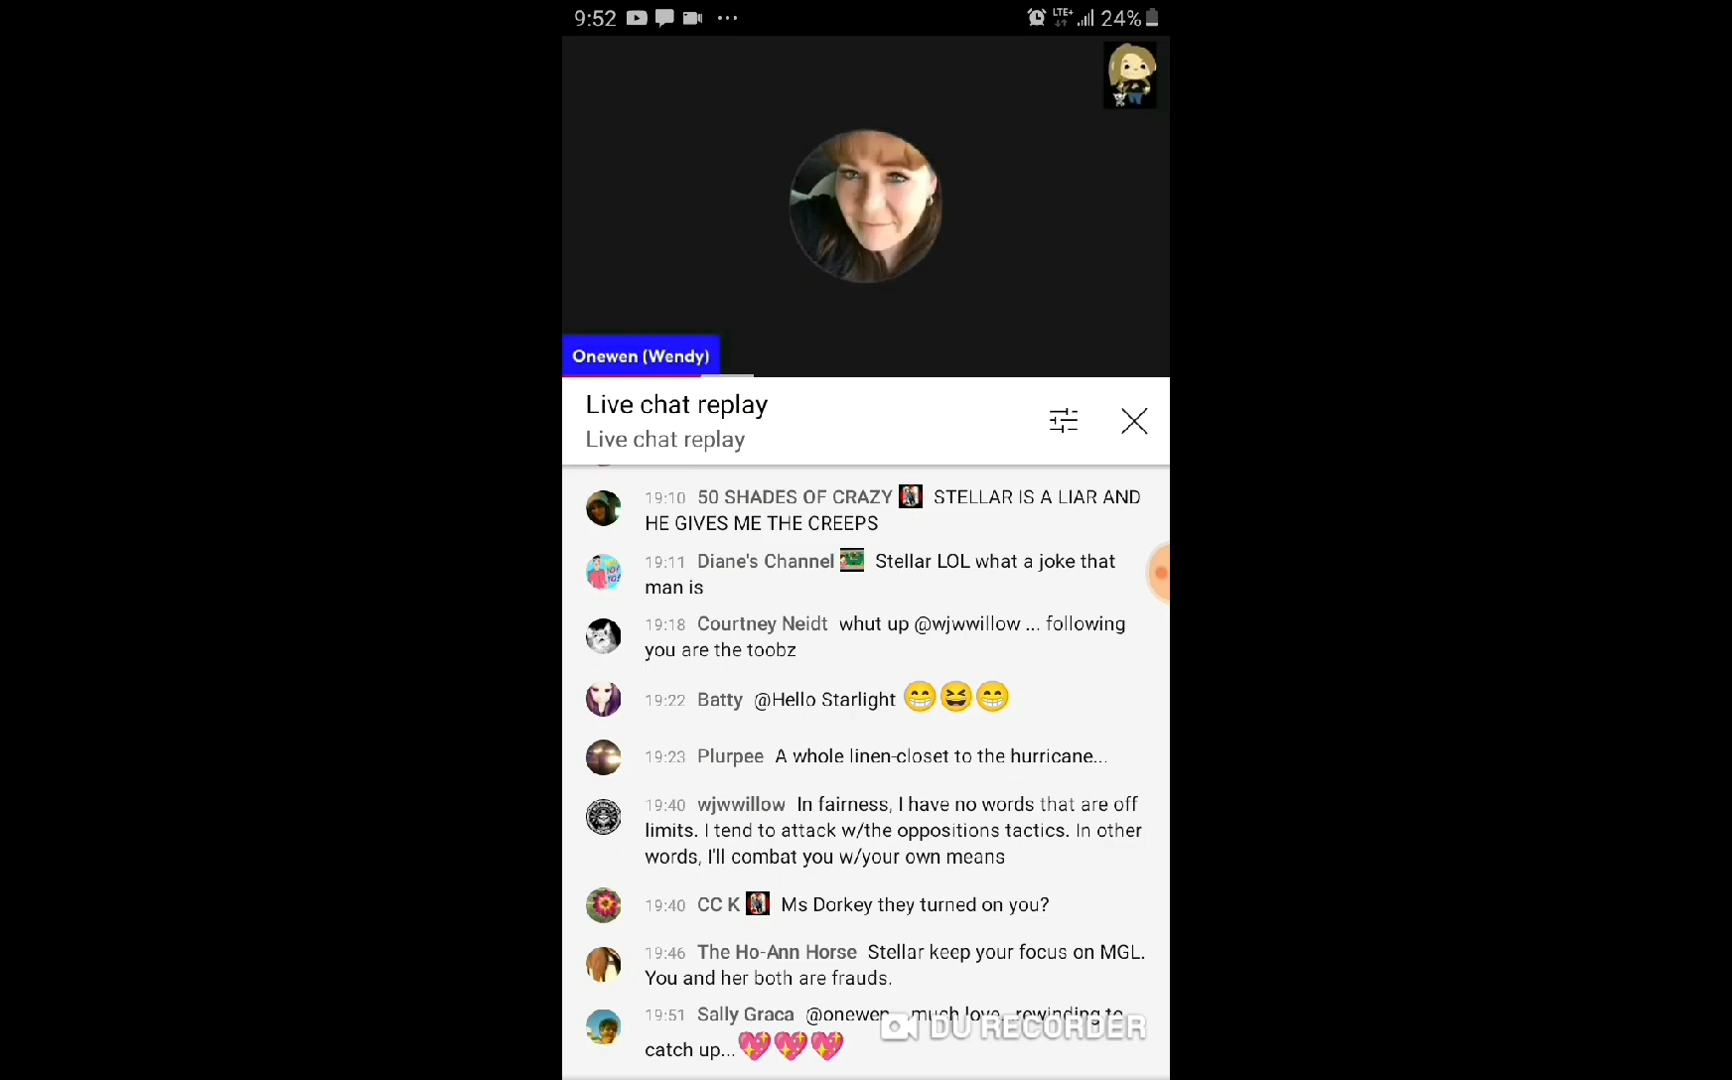 9:52 LTE+ 24%
Onewen (Wendy)
Live chat replay
Live chat replay
19:10 50 SHADES OF CRAZY STELLAR IS A LIAR AND
HE GIVES ME THE CREEPS
19:11 Diane's Channel Stellar LOL what a joke that
man is
19:18 Courtney Neidt whut up @wjwwillow ... following
you are the toobz
19:22 Batty @Hello Starlight 😁😆😁
19:23 Plurpee A whole linen-closet to the hurricane...
19:40 wjwwillow In fairness, I have no words that are off
limits. I tend to attack w/the oppositions tactics. In other
words, I'll combat you w/your own means
19:40 CC K Ms Dorkey they turned on you?
19:46 The Ho-Ann Horse Stellar keep your focus on MGL.
You and her both are frauds.
19:51 Sally Graca @onewen... much love...rewinding to
catch up...💖💖💖
DU RECORDER